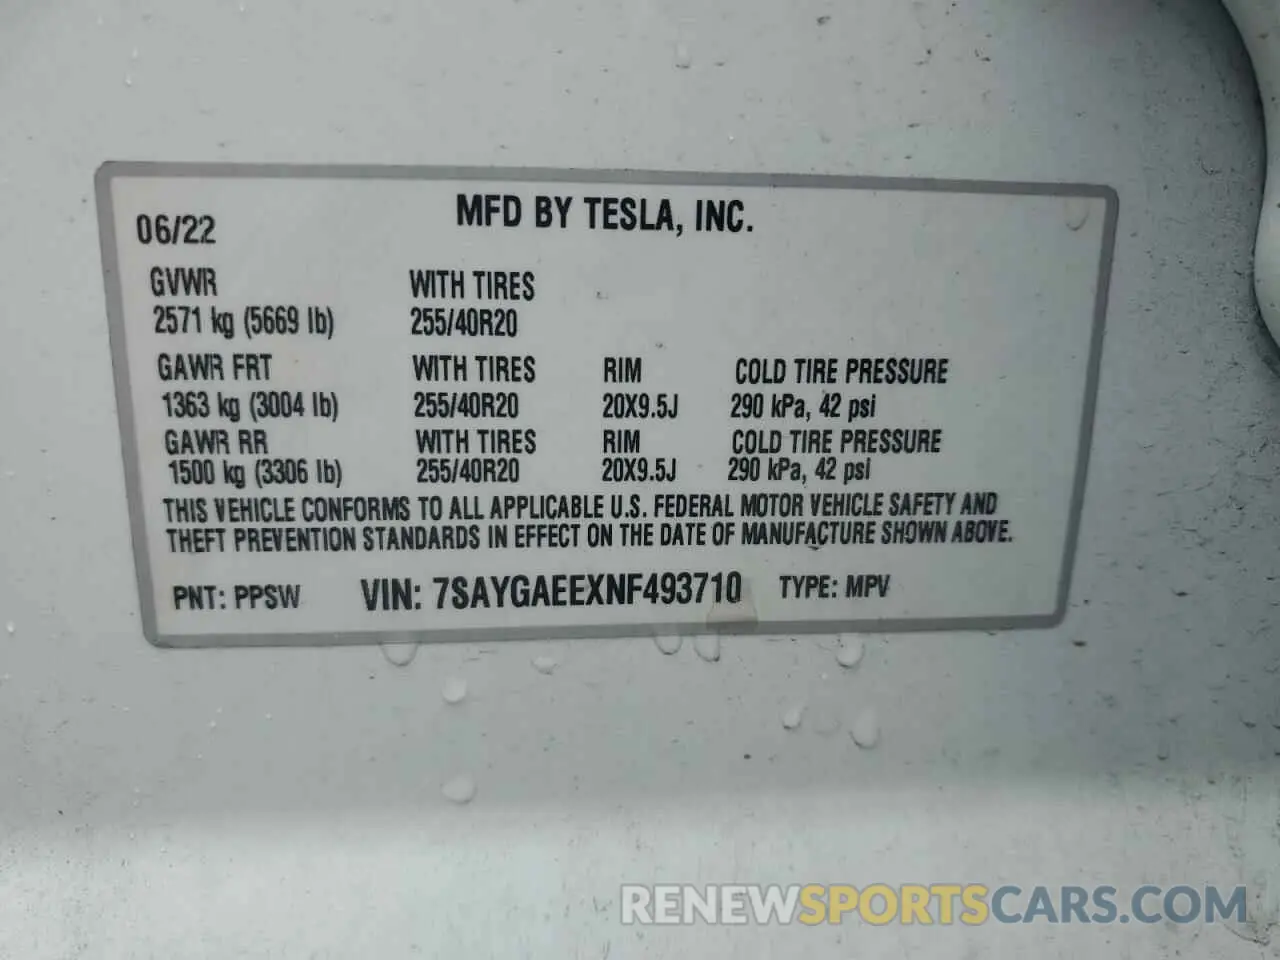 MFD BY TESLA, INC.
06/22
GVWR WITH TIRES
2571 kg (5669 lb) 255/40R20
GAWR FRT WITH TIRES RIM COLD TIRE PRESSURE
1363 kg (3004 lb) 255/40R20 20X9.5J 290 kPa, 42 psi
GAWR RR WITH TIRES RIM COLD TIRE PRESSURE
1500 kg (3306 lb) 255/40R20 20X9.5J 290 kPa, 42 psi
THIS VEHICLE CONFORMS TO ALL APPLICABLE U.S. FEDERAL MOTOR VEHICLE SAFETY AND
THEFT PREVENTION STANDARDS IN EFFECT ON THE DATE OF MANUFACTURE SHOWN ABOVE.
PNT: PPSW VIN: 7SAYGAEEXNF493710 TYPE: MPV
RENEWSPORTSCARS.COM